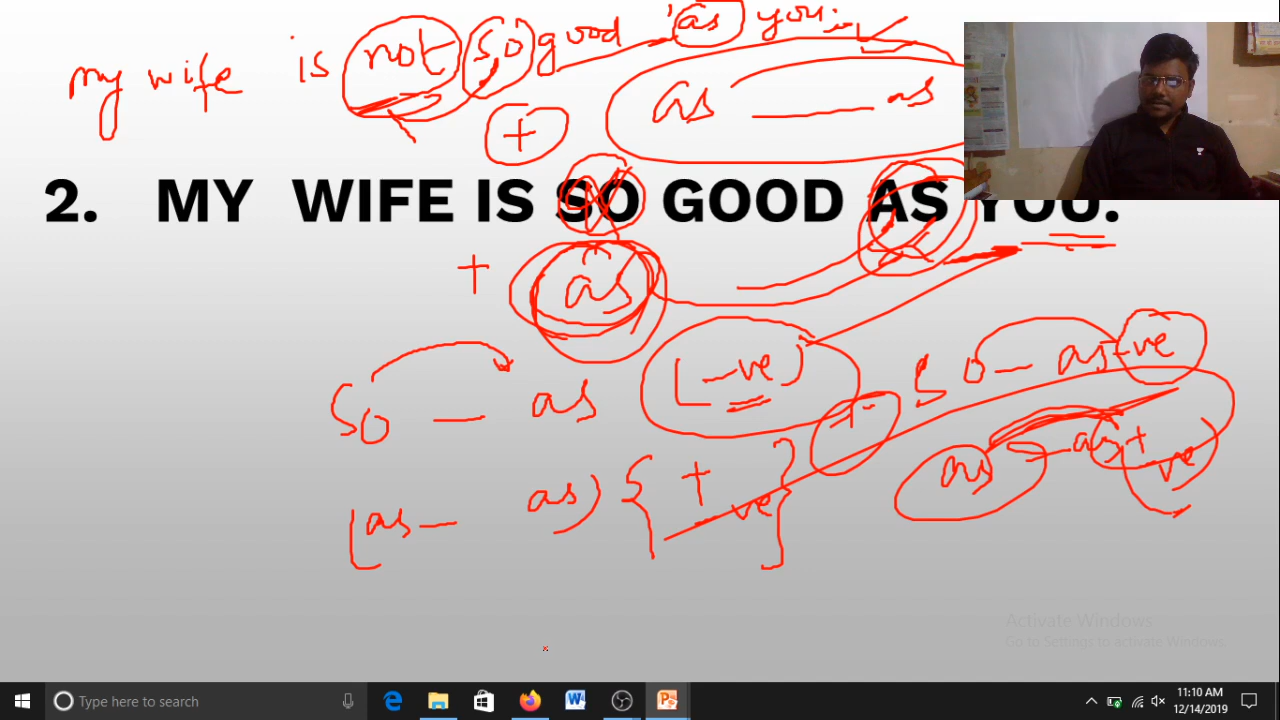 my wife is not so good as you.
as ___ as
+
2. MY WIFE IS SO GOOD AS YOU.
+ as
so — as (-ve) so — as -ve
+ as — as + ve
(as — as) { + ve }
Activate Windows
Go to Settings to activate Windows.
Type here to search
11:10 AM
12/14/2019